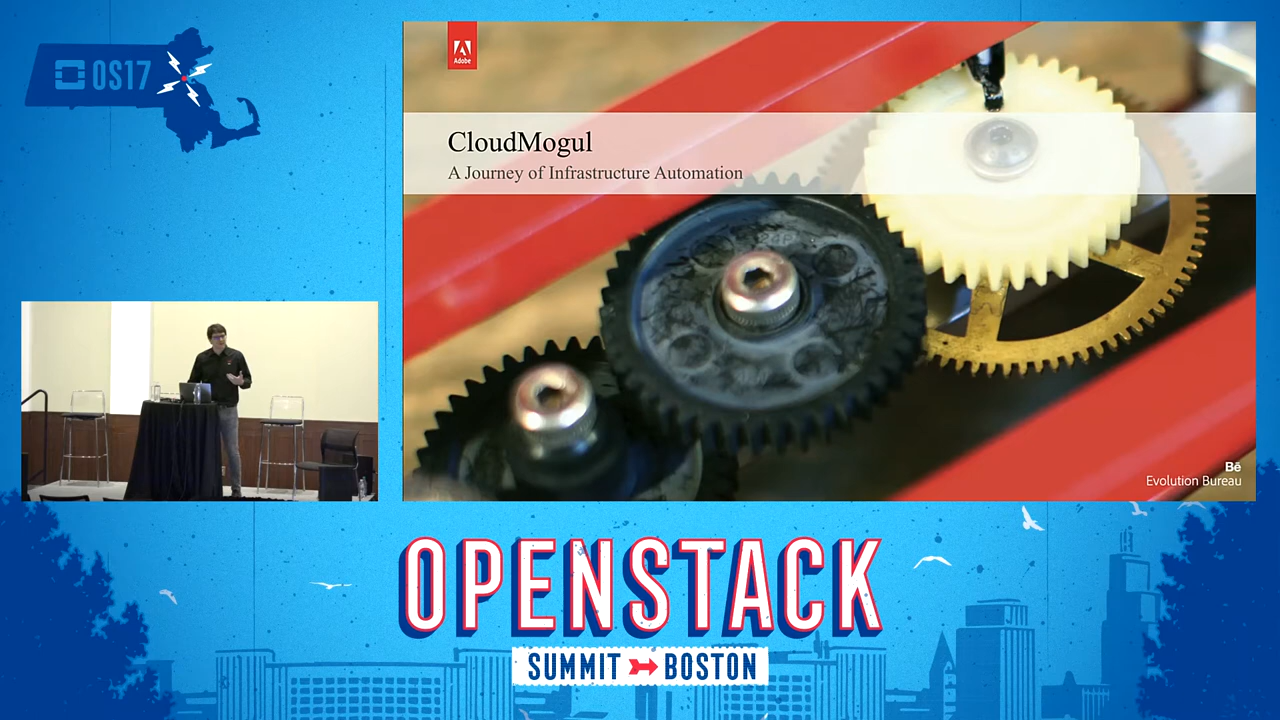 OS17
Adobe
CloudMogul
A Journey of Infrastructure Automation
Bē
Evolution Bureau
OPENSTACK
SUMMIT BOSTON